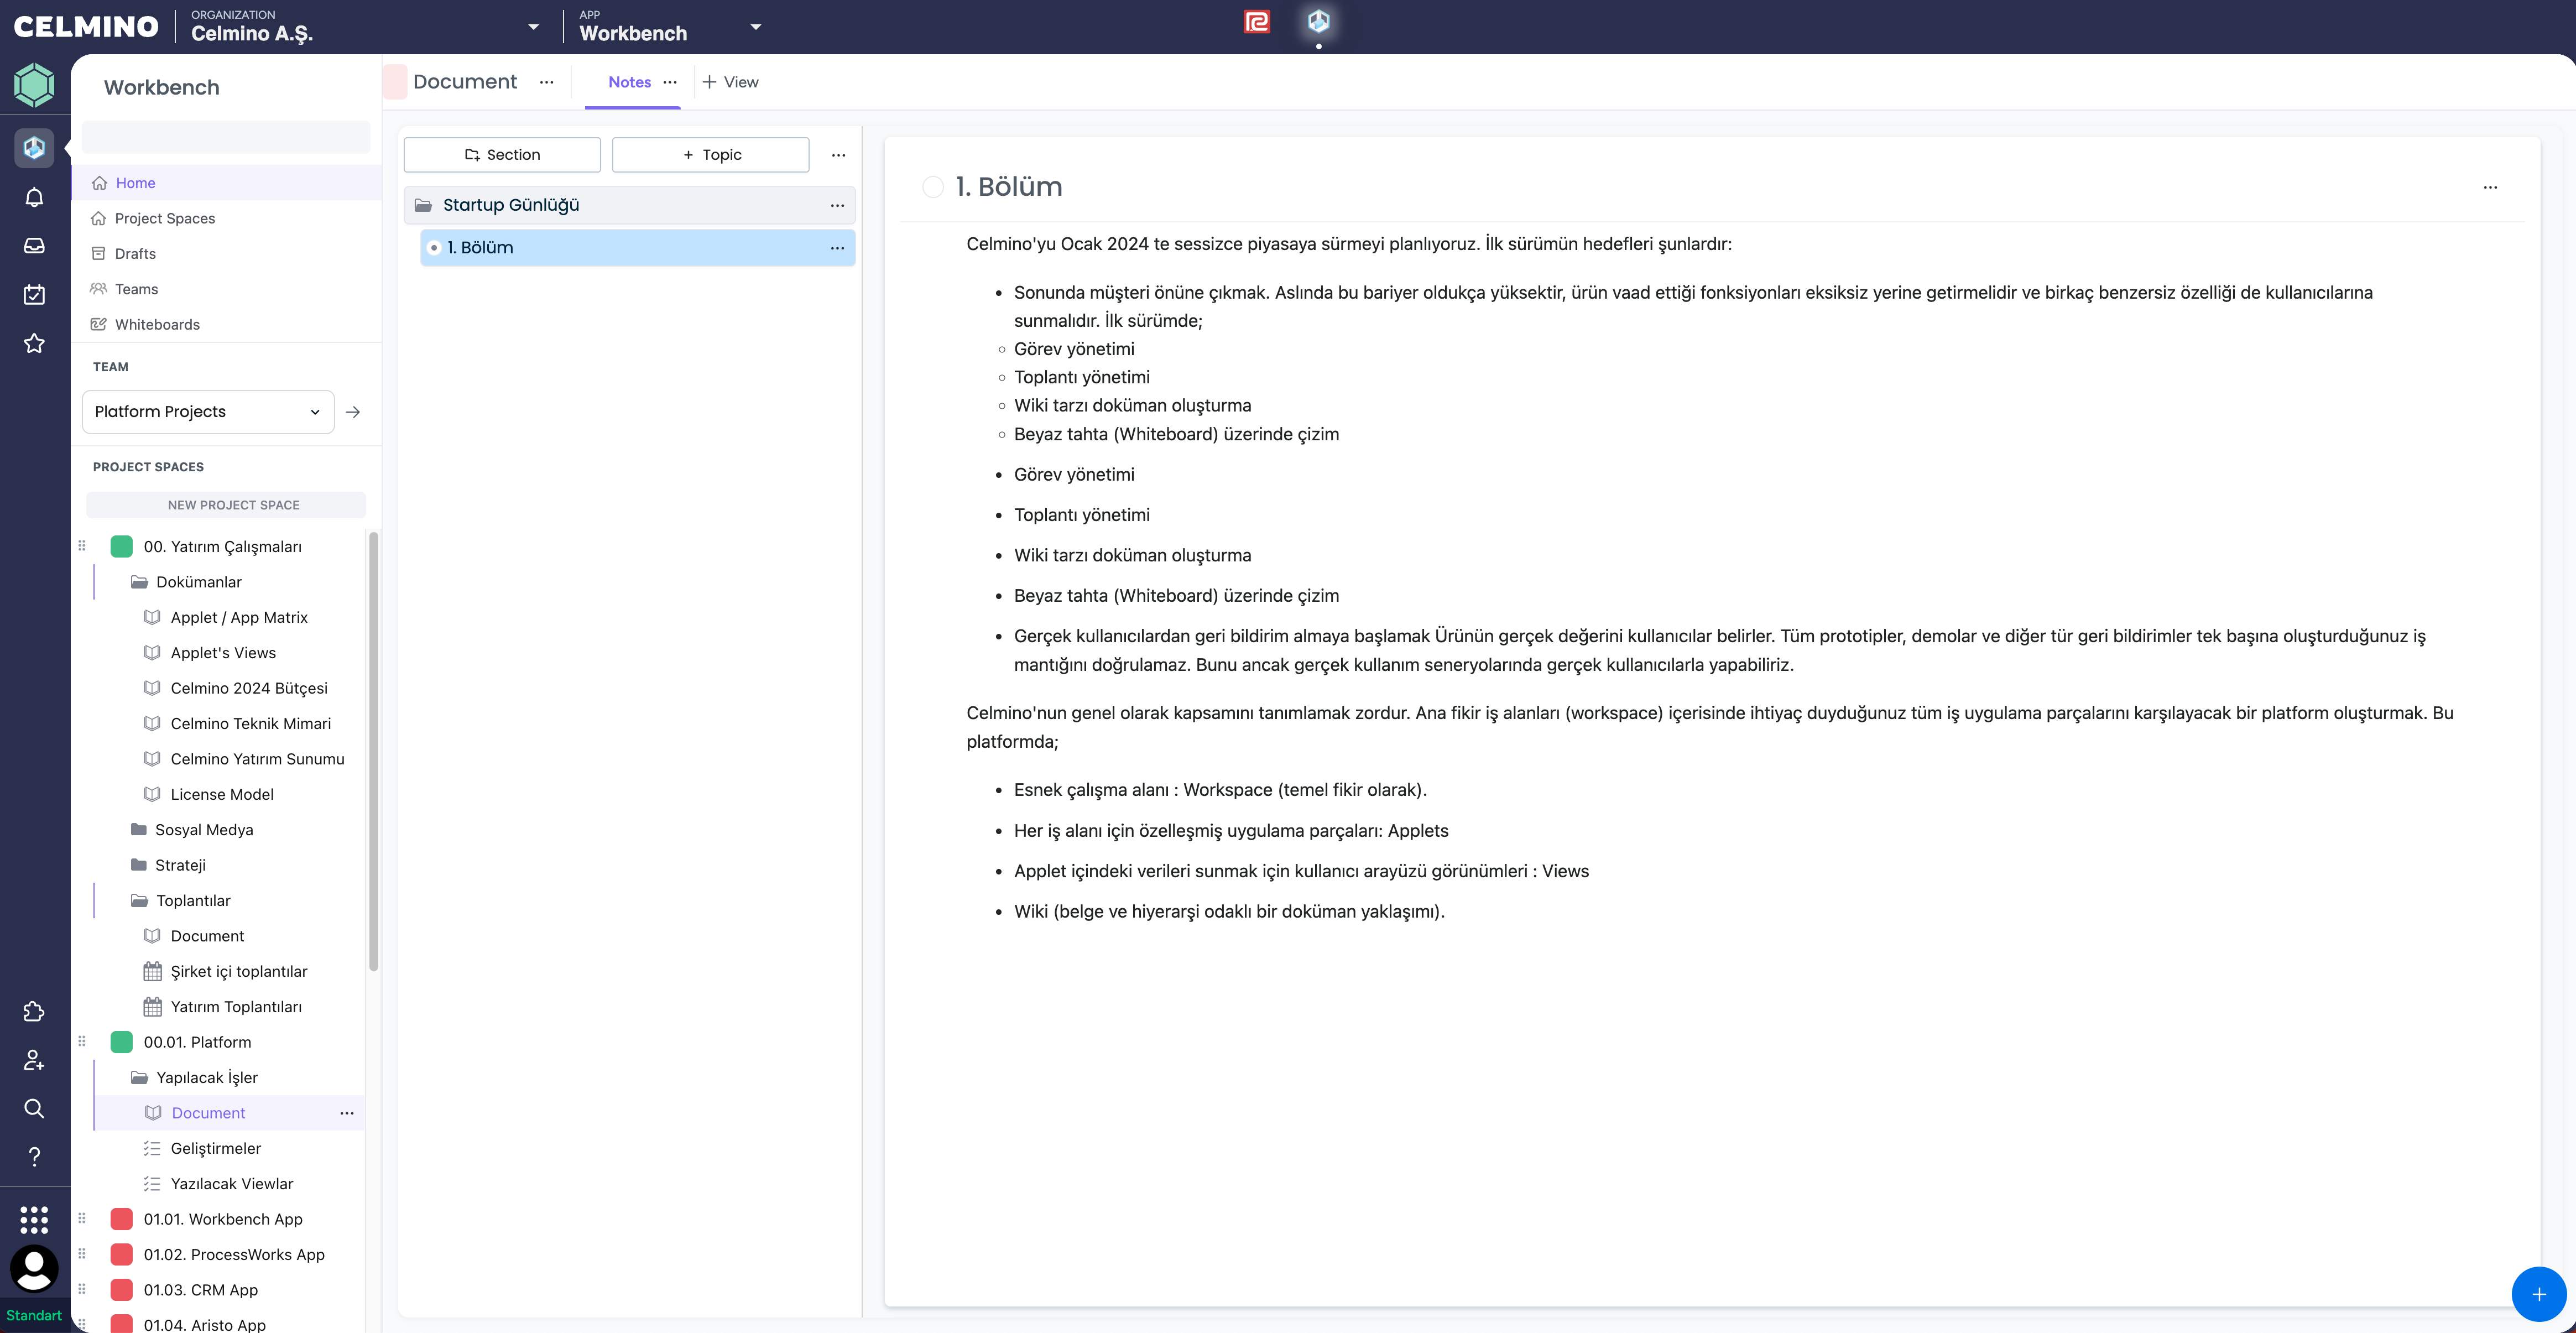 CELMINO
ORGANIZATION
Celmino A.Ş.
APP
Workbench
Workbench
Home
Project Spaces
Drafts
Teams
Whiteboards
TEAM
Platform Projects
PROJECT SPACES
NEW PROJECT SPACE
00. Yatırım Çalışmaları
Dokümanlar
Applet / App Matrix
Applet's Views
Celmino 2024 Bütçesi
Celmino Teknik Mimari
Celmino Yatırım Sunumu
License Model
Sosyal Medya
Strateji
Toplantılar
Document
Şirket içi toplantılar
Yatırım Toplantıları
00.01. Platform
Yapılacak İşler
Document
Geliştirmeler
Yazılacak Viewlar
01.01. Workbench App
01.02. ProcessWorks App
01.03. CRM App
01.04. Aristo App
Standart
Document
Notes
View
Section
+ Topic
Startup Günlüğü
1. Bölüm
1. Bölüm
Celmino'yu Ocak 2024 te sessizce piyasaya sürmeyi planlıyoruz. İlk sürümün hedefleri şunlardır:
• Sonunda müşteri önüne çıkmak. Aslında bu bariyer oldukça yüksektir, ürün vaad ettiği fonksiyonları eksiksiz yerine getirmelidir ve birkaç benzersiz özelliği de kullanıcılarına
sunmalıdır. İlk sürümde;
◦ Görev yönetimi
◦ Toplantı yönetimi
◦ Wiki tarzı doküman oluşturma
◦ Beyaz tahta (Whiteboard) üzerinde çizim
• Görev yönetimi
• Toplantı yönetimi
• Wiki tarzı doküman oluşturma
• Beyaz tahta (Whiteboard) üzerinde çizim
• Gerçek kullanıcılardan geri bildirim almaya başlamak Ürünün gerçek değerini kullanıcılar belirler. Tüm prototipler, demolar ve diğer tür geri bildirimler tek başına oluşturduğunuz iş
mantığını doğrulamaz. Bunu ancak gerçek kullanım seneryolarında gerçek kullanıcılarla yapabiliriz.
Celmino'nun genel olarak kapsamını tanımlamak zordur. Ana fikir iş alanları (workspace) içerisinde ihtiyaç duyduğunuz tüm iş uygulama parçalarını karşılayacak bir platform oluşturmak. Bu
platformda;
• Esnek çalışma alanı : Workspace (temel fikir olarak).
• Her iş alanı için özelleşmiş uygulama parçaları: Applets
• Applet içindeki verileri sunmak için kullanıcı arayüzü görünümleri : Views
• Wiki (belge ve hiyerarşi odaklı bir doküman yaklaşımı).